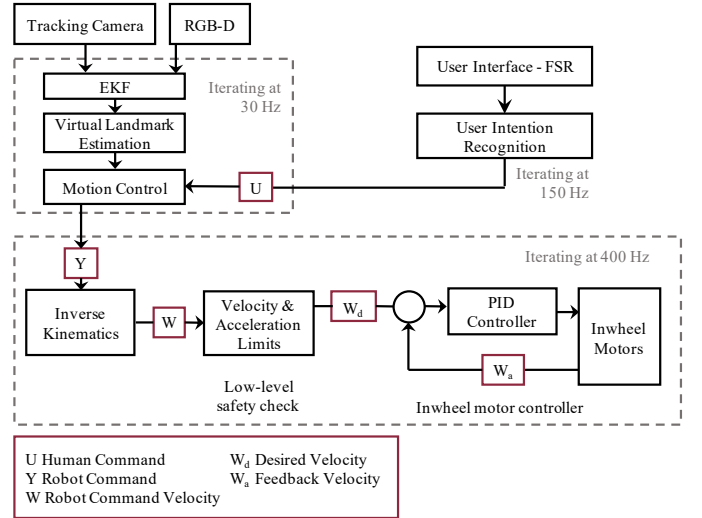 Tracking Camera
RGB-D
EKF
Iterating at
30 Hz
Virtual Landmark
Estimation
Motion Control
User Interface - FSR
User Intention
Recognition
Iterating at
150 Hz
U
Y
Iterating at 400 Hz
Inverse
Kinematics
W
Velocity &
Acceleration
Limits
Wd
PID
Controller
Inwheel
Motors
Wa
Low-level
safety check
Inwheel motor controller
U Human Command
Y Robot Command
W Robot Command Velocity
Wd Desired Velocity
Wa Feedback Velocity